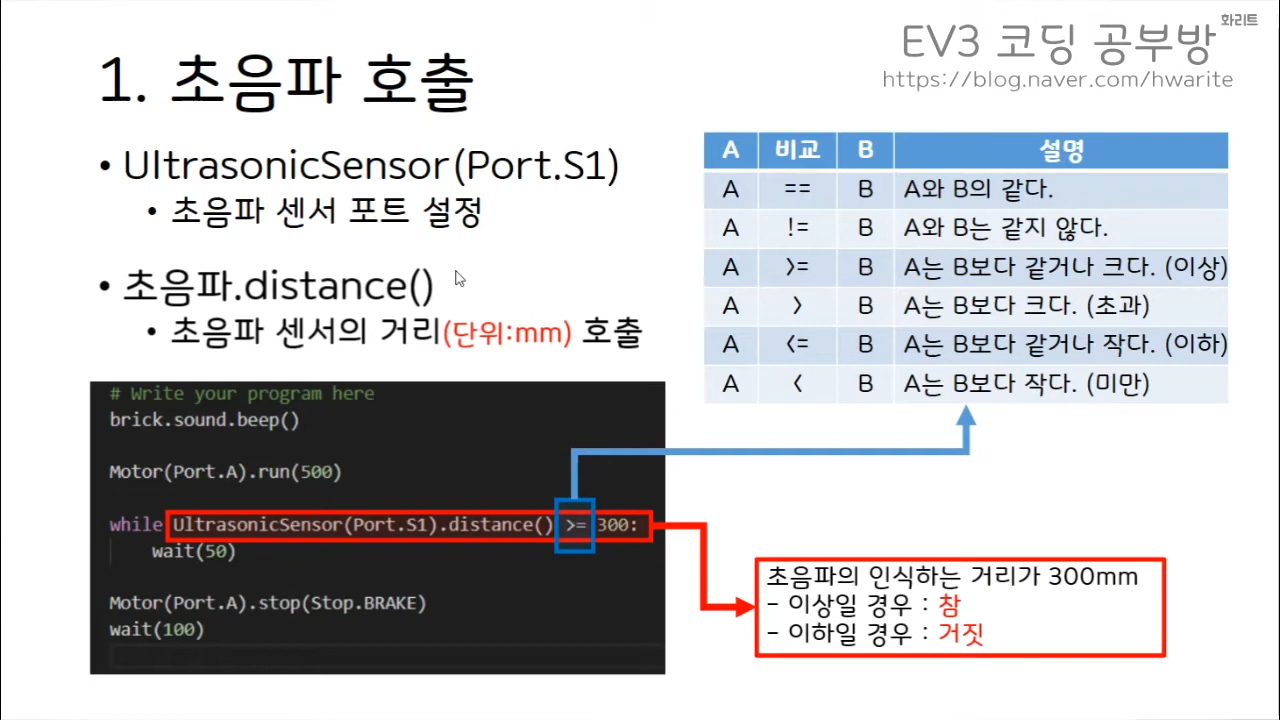 화리트
EV3 코딩 공부방
https://blog.naver.com/hwarite
1. 초음파 호출
• UltrasonicSensor(Port.S1)
• 초음파 센서 포트 설정
• 초음파.distance()
• 초음파 센서의 거리(단위:mm) 호출
A 비교 B 설명
A == B A와 B의 같다.
A != B A와 B는 같지 않다.
A >= B A는 B보다 같거나 크다. (이상)
A > B A는 B보다 크다. (초과)
A <= B A는 B보다 같거나 작다. (이하)
A < B A는 B보다 작다. (미만)
# Write your program here
brick.sound.beep()
Motor(Port.A).run(500)
while UltrasonicSensor(Port.S1).distance() >= 300:
wait(50)
Motor(Port.A).stop(Stop.BRAKE)
wait(100)
초음파의 인식하는 거리가 300mm
- 이상일 경우 : 참
- 이하일 경우 : 거짓